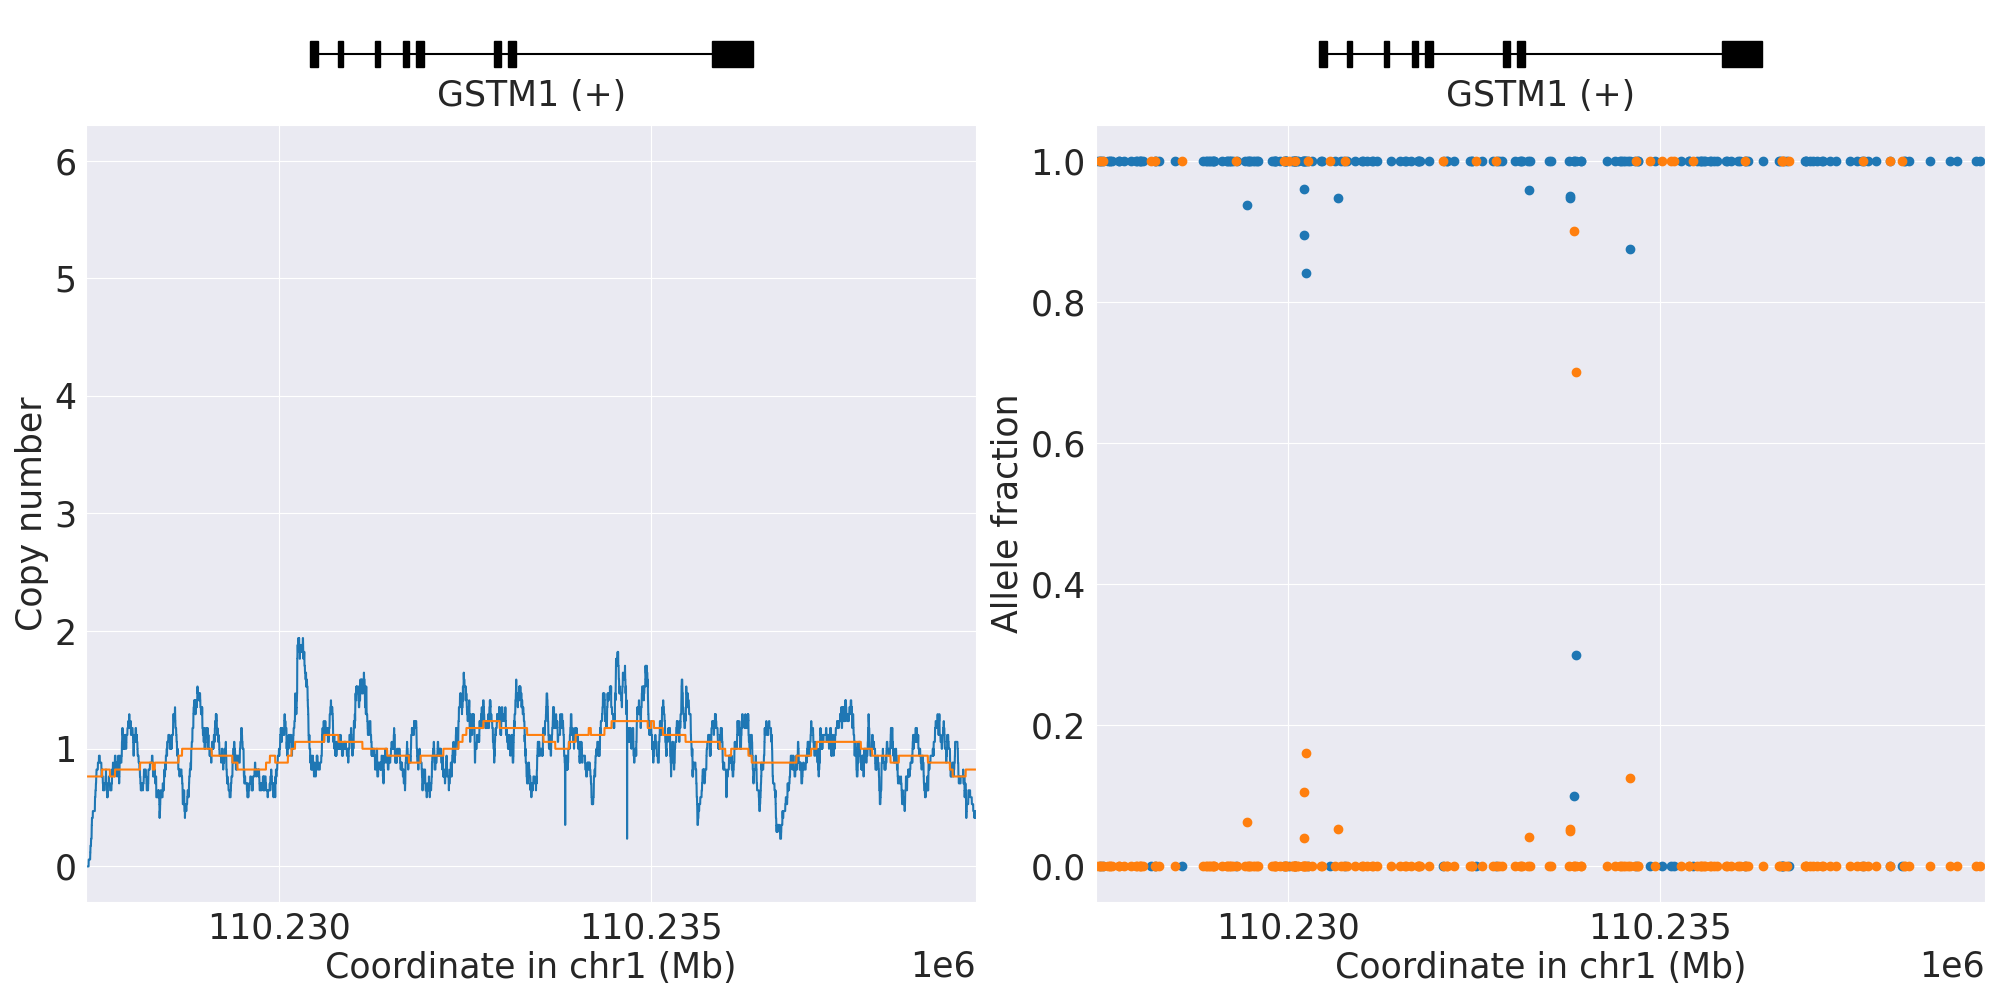 GSTM1 (+)
6
5
4
3
2
1
0
Copy number
110.230
110.235
Coordinate in chr1 (Mb)
1e6
GSTM1 (+)
1.0
0.8
0.6
0.4
0.2
0.0
Allele fraction
110.230
110.235
Coordinate in chr1 (Mb)
1e6